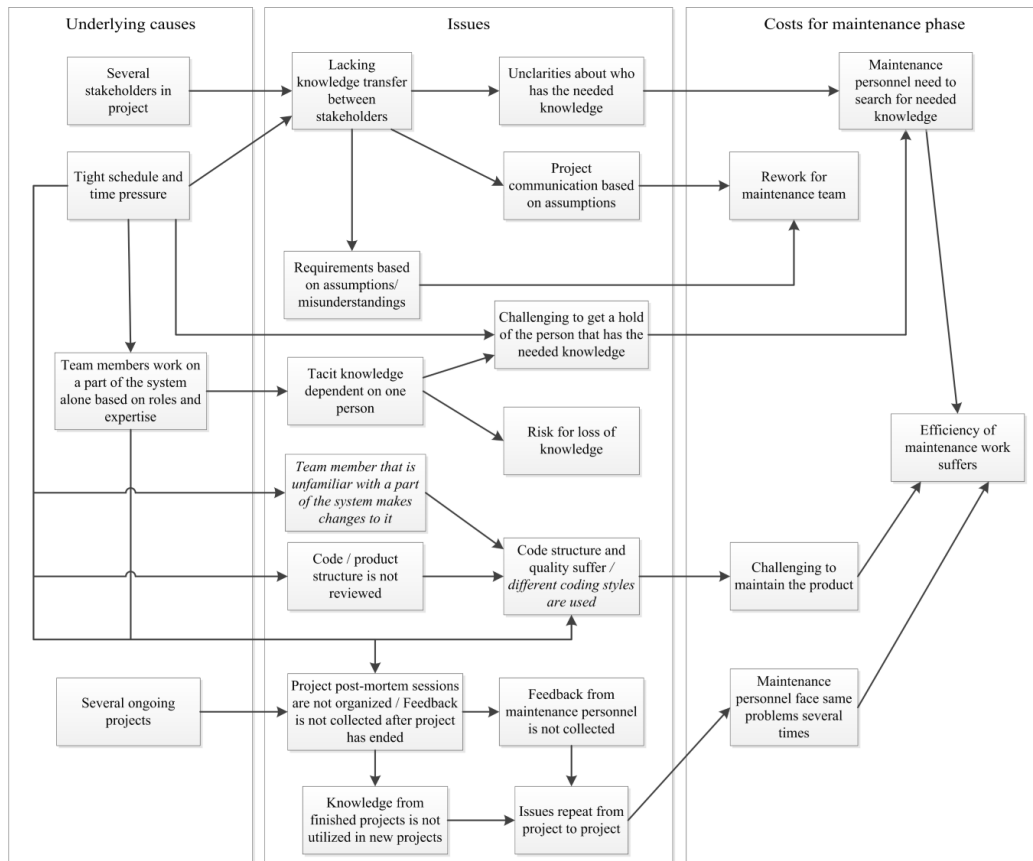 Underlying causes
Issues
Costs for maintenance phase
Several
stakeholders in
project
Lacking
knowledge transfer
between
stakeholders
Unclarities about who
has the needed
knowledge
Maintenance
personnel need to
search for needed
knowledge
Tight schedule and
time pressure
Project
communication based
on assumptions
Rework for
maintenance team
Requirements based
on assumptions/
misunderstandings
Challenging to get a hold
of the person that has the
needed knowledge
Team members work on
a part of the system
alone based on roles and
expertise
Tacit knowledge
dependent on one
person
Risk for loss of
knowledge
Efficiency of
maintenance work
suffers
Team member that is
unfamiliar with a part
of the system makes
changes to it
Code / product
structure is not
reviewed
Code structure and
quality suffer /
different coding styles
are used
Challenging to
maintain the product
Several ongoing
projects
Project post-mortem sessions
are not organized / Feedback
is not collected after project
has ended
Feedback from
maintenance personnel
is not collected
Maintenance
personnel face same
problems several
times
Knowledge from
finished projects is not
utilized in new projects
Issues repeat from
project to project